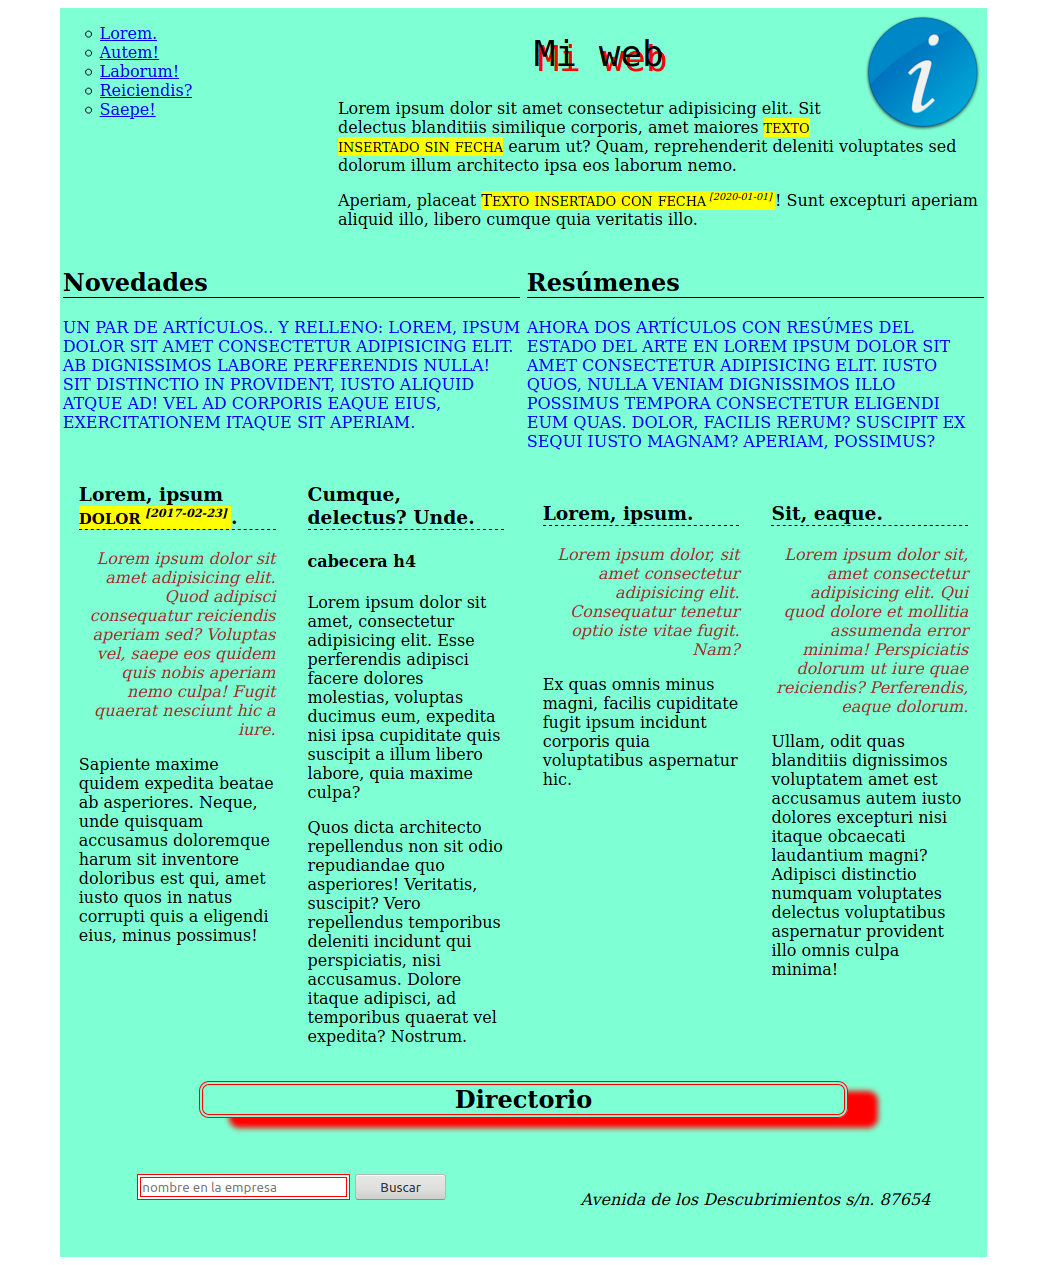 Lorem.
Autem!
Laborum!
Reiciendis?
Saepe!
Mi web
i
Lorem ipsum dolor sit amet consectetur adipisicing elit. Sit
delectus blanditiis similique corporis, amet maiores TEXTO
INSERTADO SIN FECHA earum ut? Quam, reprehenderit deleniti voluptates sed
dolorum illum architecto ipsa eos laborum nemo.
Aperiam, placeat TEXTO INSERTADO CON FECHA [2020-01-01]! Sunt excepturi aperiam
aliquid illo, libero cumque quia veritatis illo.
Novedades
UN PAR DE ARTÍCULOS.. Y RELLENO: LOREM, IPSUM
DOLOR SIT AMET CONSECTETUR ADIPISICING ELIT.
AB DIGNISSIMOS LABORE PERFERENDIS NULLA!
SIT DISTINCTIO IN PROVIDENT, IUSTO ALIQUID
ATQUE AD! VEL AD CORPORIS EAQUE EIUS,
EXERCITATIONEM ITAQUE SIT APERIAM.
Resúmenes
AHORA DOS ARTÍCULOS CON RESÚMES DEL
ESTADO DEL ARTE EN LOREM IPSUM DOLOR SIT
AMET CONSECTETUR ADIPISICING ELIT. IUSTO
QUOS, NULLA VENIAM DIGNISSIMOS ILLO
POSSIMUS TEMPORA CONSECTETUR ELIGENDI
EUM QUAS. DOLOR, FACILIS RERUM? SUSCIPIT EX
SEQUI IUSTO MAGNAM? APERIAM, POSSIMUS?
Lorem, ipsum
DOLOR [2017-02-23].
Lorem ipsum dolor sit
amet adipisicing elit.
Quod adipisci
consequatur reiciendis
aperiam sed? Voluptas
vel, saepe eos quidem
quis nobis aperiam
nemo culpa! Fugit
quaerat nesciunt hic a
iure.
Sapiente maxime
quidem expedita beatae
ab asperiores. Neque,
unde quisquam
accusamus doloremque
harum sit inventore
doloribus est qui, amet
iusto quos in natus
corrupti quis a eligendi
eius, minus possimus!
Cumque,
delectus? Unde.
cabecera h4
Lorem ipsum dolor sit
amet, consectetur
adipisicing elit. Esse
perferendis adipisci
facere dolores
molestias, voluptas
ducimus eum, expedita
nisi ipsa cupiditate quis
suscipit a illum libero
labore, quia maxime
culpa?
Quos dicta architecto
repellendus non sit odio
repudiandae quo
asperiores! Veritatis,
suscipit? Vero
repellendus temporibus
deleniti incidunt qui
perspiciatis, nisi
accusamus. Dolore
itaque adipisci, ad
temporibus quaerat vel
expedita? Nostrum.
Lorem, ipsum.
Lorem ipsum dolor, sit
amet consectetur
adipisicing elit.
Consequatur tenetur
optio iste vitae fugit.
Nam?
Ex quas omnis minus
magni, facilis cupiditate
fugit ipsum incidunt
corporis quia
voluptatibus aspernatur
hic.
Sit, eaque.
Lorem ipsum dolor sit,
amet consectetur
adipisicing elit. Qui
quod dolore et mollitia
assumenda error
minima! Perspiciatis
dolorum ut iure quae
reiciendis? Perferendis,
eaque dolorum.
Ullam, odit quas
blanditiis dignissimos
voluptatem amet est
accusamus autem iusto
dolores excepturi nisi
itaque obcaecati
laudantium magni?
Adipisci distinctio
numquam voluptates
delectus voluptatibus
aspernatur provident
illo omnis culpa
minima!
Directorio
nombre en la empresa
Buscar
Avenida de los Descubrimientos s/n. 87654